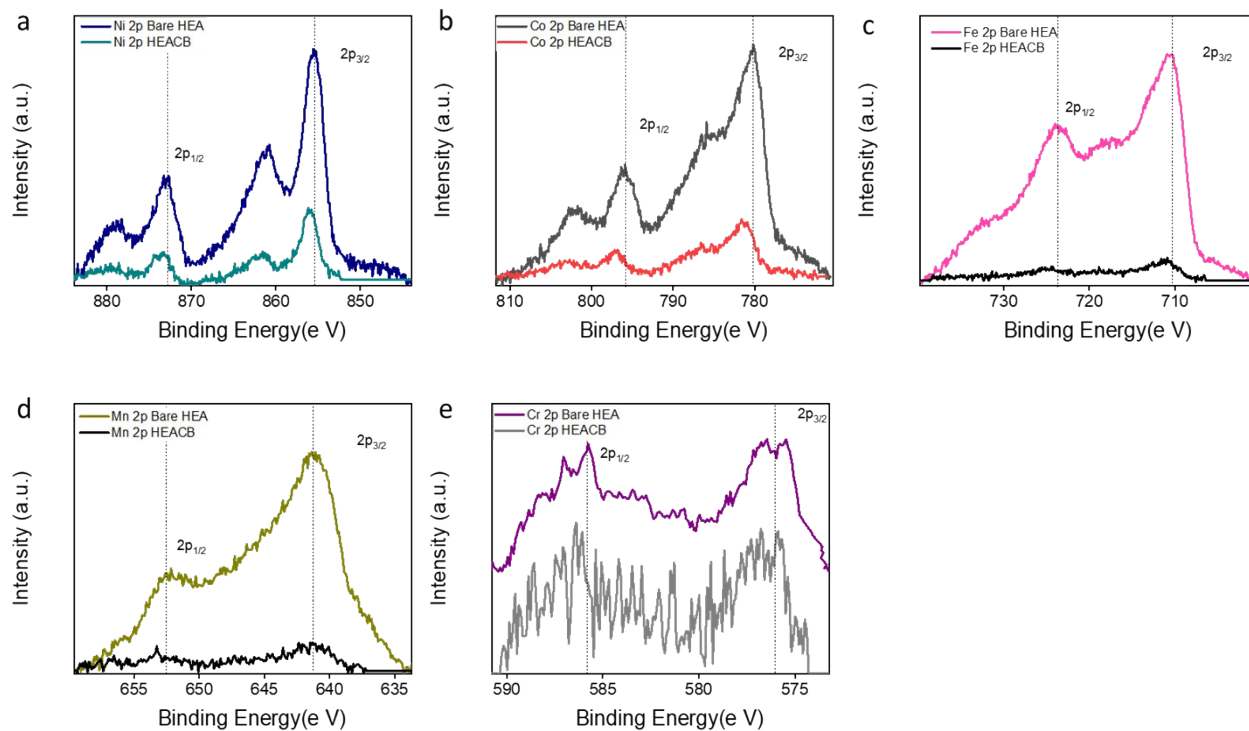 a
Ni 2p Bare HEA
Ni 2p HEACB
2p3/2
2p1/2
Intensity (a.u.)
880 870 860 850
Binding Energy(e V)
b
Co 2p Bare HEA
Co 2p HEACB
2p3/2
2p1/2
Intensity (a.u.)
810 800 790 780
Binding Energy(e V)
c
Fe 2p Bare HEA
Fe 2p HEACB
2p3/2
2p1/2
Intensity (a.u.)
730 720 710
Binding Energy(e V)
d
Mn 2p Bare HEA
Mn 2p HEACB
2p3/2
2p1/2
Intensity (a.u.)
655 650 645 640 635
Binding Energy(e V)
e
Cr 2p Bare HEA
Cr 2p HEACB
2p3/2
2p1/2
Intensity (a.u.)
590 585 580 575
Binding Energy(e V)